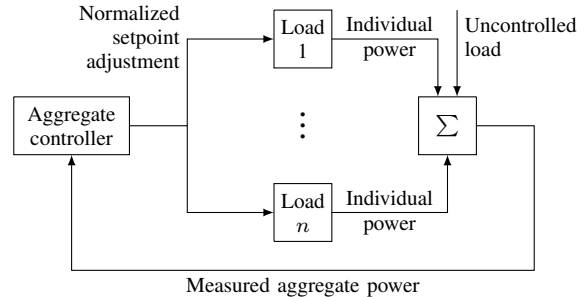 Normalized
setpoint
adjustment
Load
1
Individual
power
Uncontrolled
load
Aggregate
controller
⋮
∑
Load
n
Individual
power
Measured aggregate power